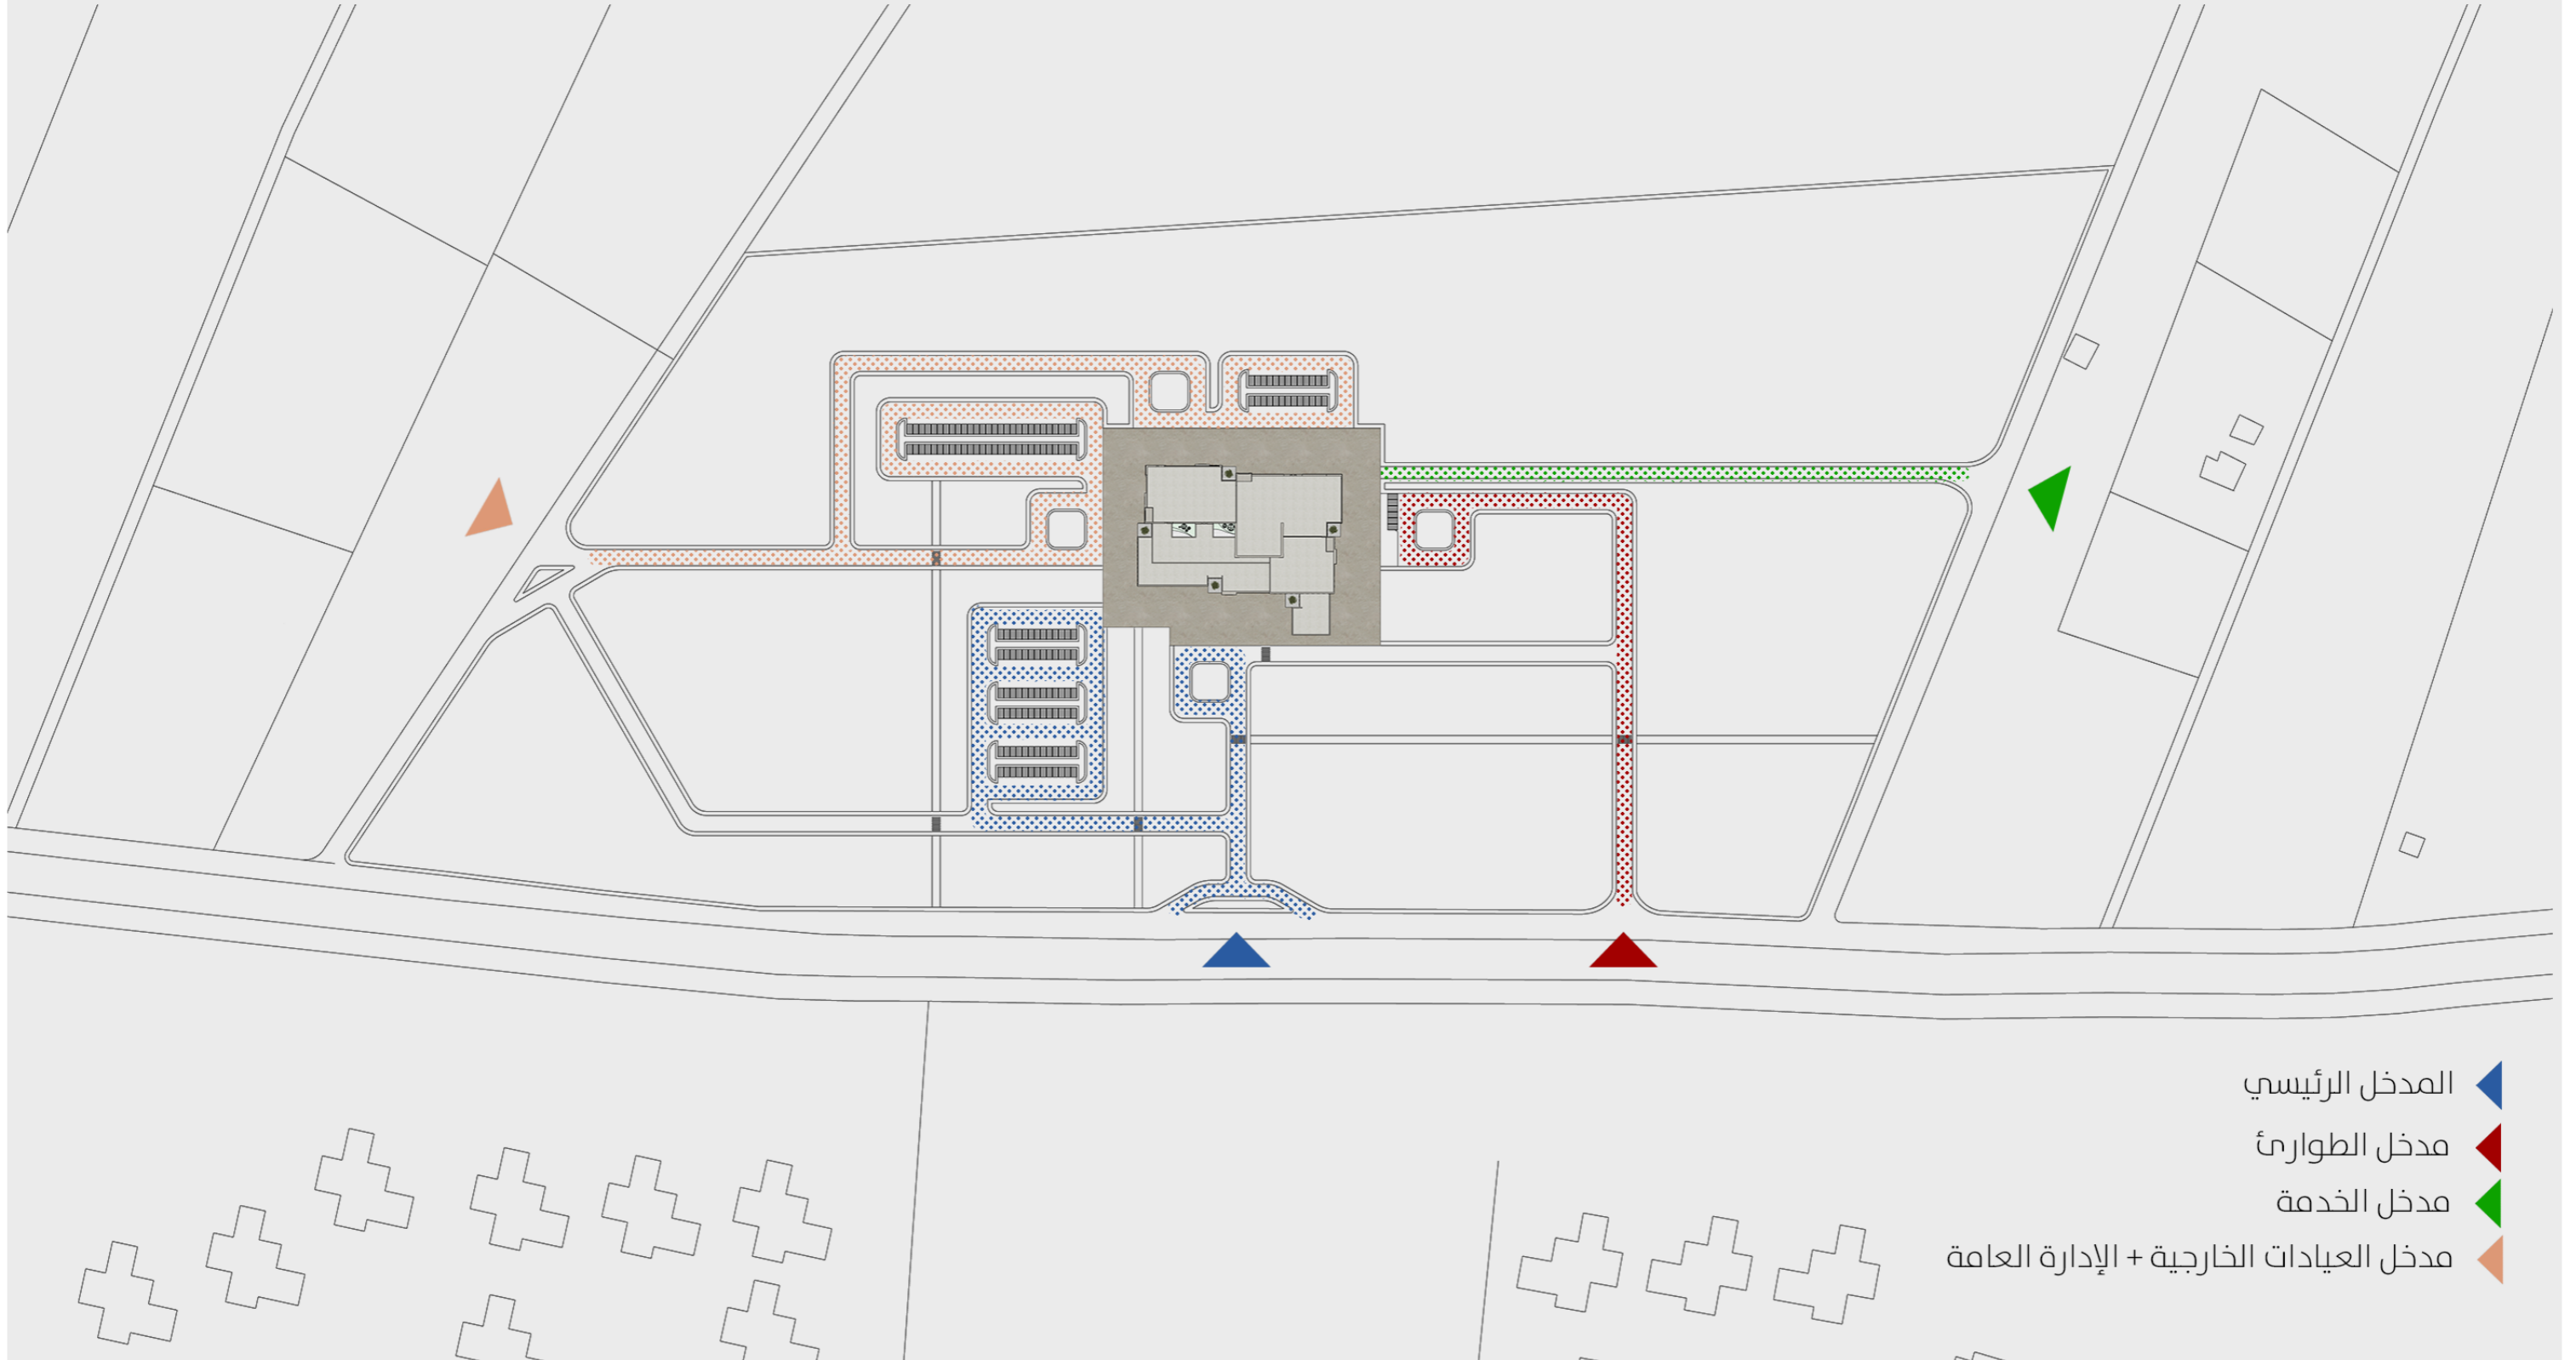 المدخل الرئيسي
مدخل الطوارئ
مدخل الخدمة
مدخل العيادات الخارجية + الإدارة العامة